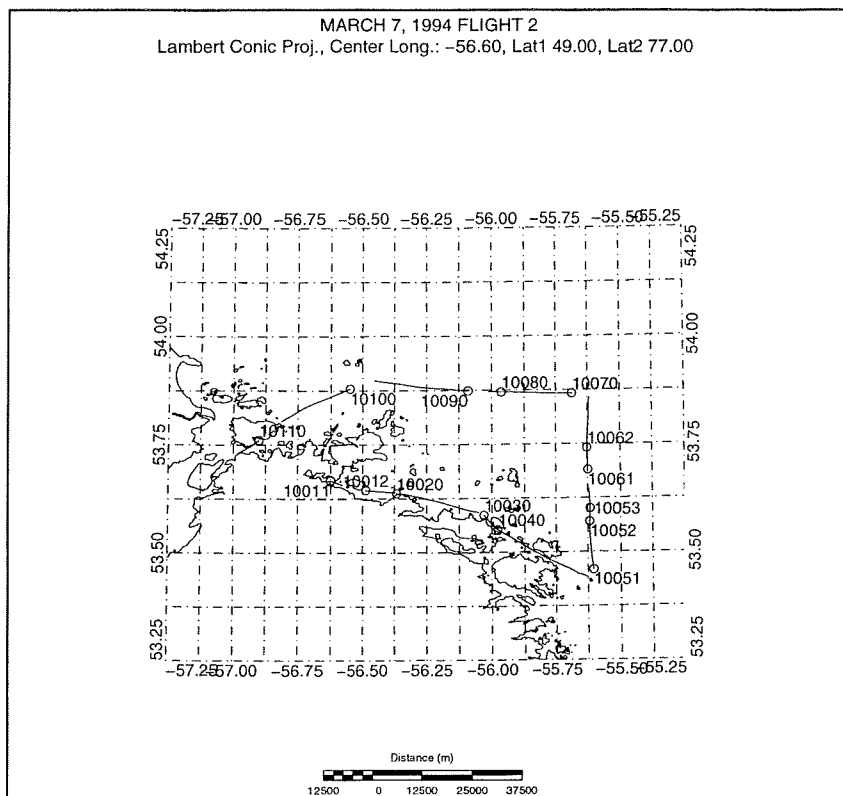 MARCH 7, 1994 FLIGHT 2
Lambert Conic Proj., Center Long.: −56.60, Lat1 49.00, Lat2 77.00
−57.25 −57.00 −56.75 −56.50 −56.25 −56.00 −55.75 −55.50 −55.25
54.25 54.25
54.00 54.00
10080 10070
10100 10090
10110
10062
53.75 53.75
10061
10011 10012 10020
10030 10053
10040 10052
53.50 53.50
10051
53.25 53.25
−57.25 −57.00 −56.75 −56.50 −56.25 −56.00 −55.75 −55.50 −55.25
Distance (m)
12500 0 12500 25000 37500